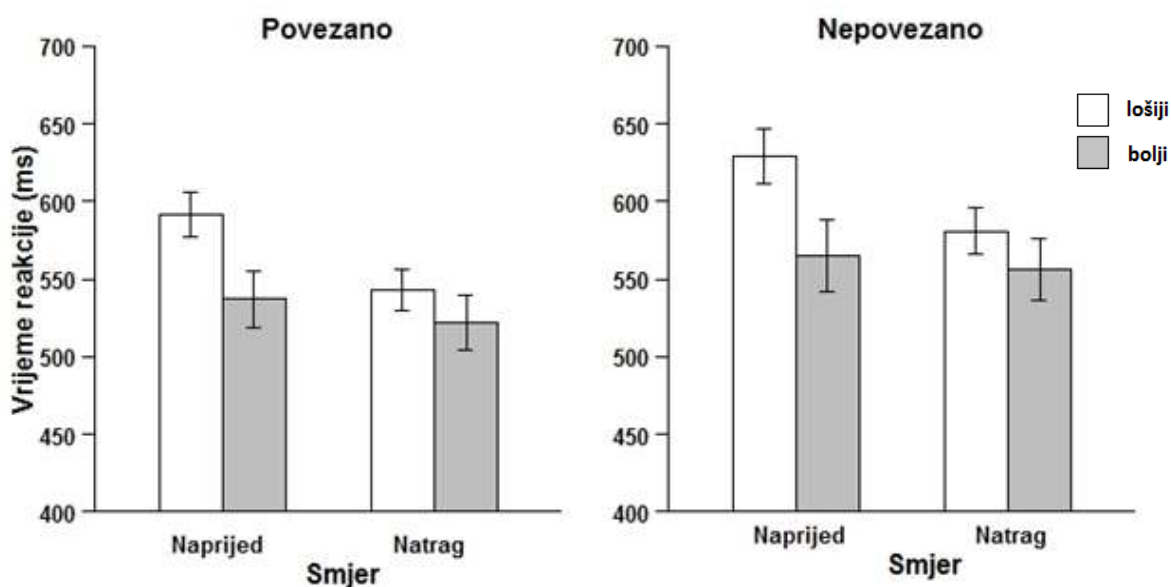 Povezano
Vrijeme reakcije (ms)
700
650
600
550
500
450
400
Naprijed
Natrag
Smjer
Nepovezano
700
650
600
550
500
450
400
Naprijed
Natrag
Smjer
lošiji
bolji